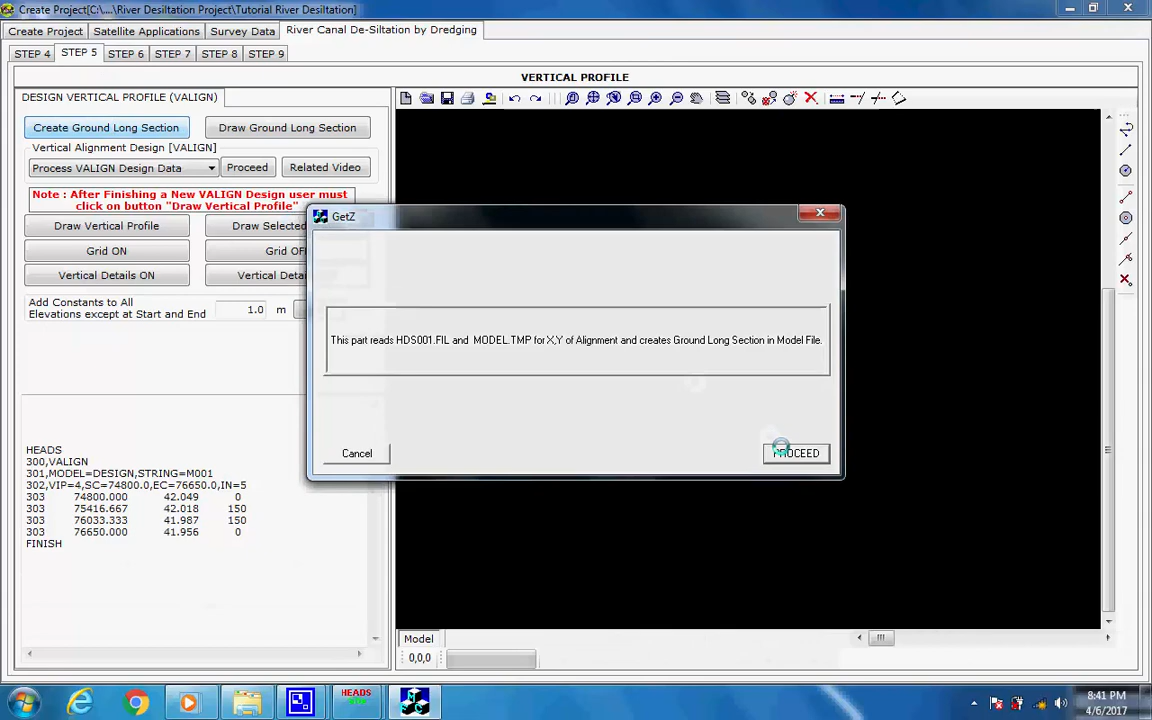 Create Project[C:\....\River Desiltation Project\Tutorial River Desiltation]
Create Project
Satellite Applications
Survey Data
River Canal De-Siltation by Dredging
STEP 4
STEP 5
STEP 6
STEP 7
STEP 8
STEP 9
VERTICAL PROFILE
DESIGN VERTICAL PROFILE (VALIGN)
Create Ground Long Section
Draw Ground Long Section
Vertical Alignment Design [VALIGN]
Process VALIGN Design Data
Proceed
Related Video
Note : After Finishing a New VALIGN Design user must
click on button "Draw Vertical Profile"
Draw Vertical Profile
Draw Selected
Grid ON
Grid OF
Vertical Details ON
Vertical Deta
Add Constants to All
Elevations except at Start and End
1.0 m
GetZ
This part reads HDS001.FIL and MODEL.TMP for X,Y of Alignment and creates Ground Long Section in Model File.
Cancel
PROCEED
HEADS
300,VALIGN
301,MODEL=DESIGN,STRING=M001
302,VIP=4,SC=74800.0,EC=76650.0,IN=5
303 74800.000 42.049 0
303 75416.667 42.018 150
303 76033.333 41.987 150
303 76650.000 41.956 0
FINISH
Model
0,0,0
HEADS
8:41 PM
4/6/2017